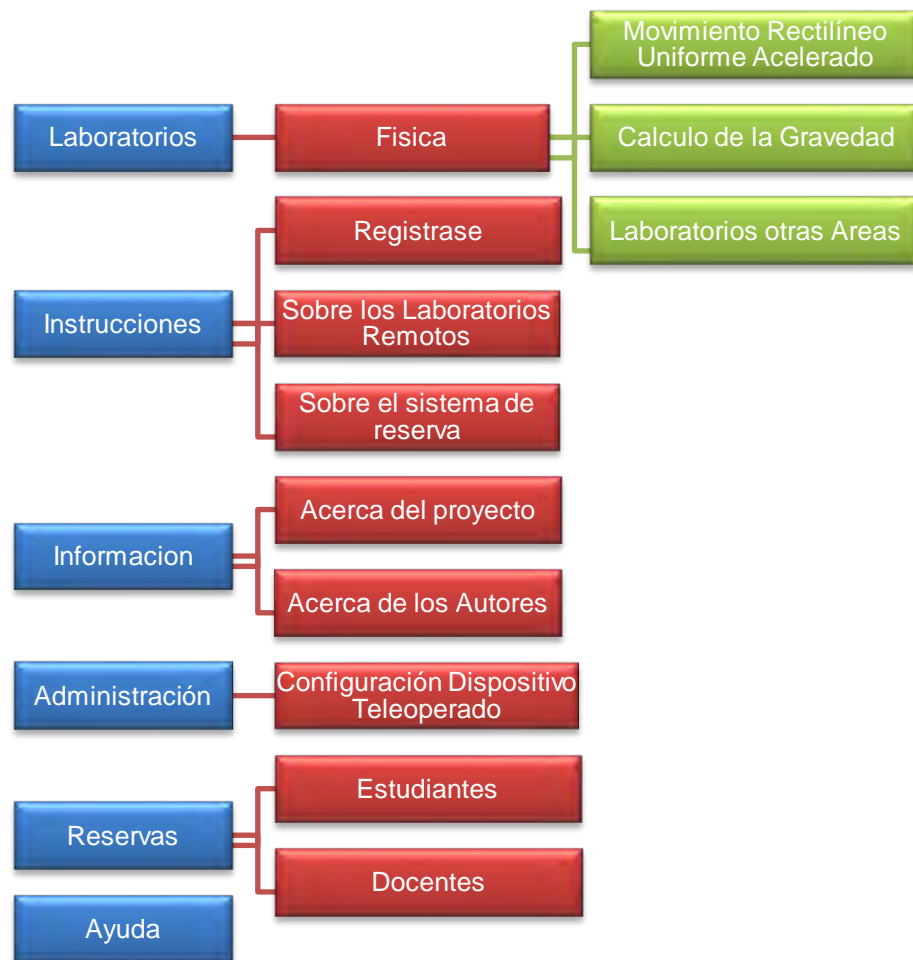 Movimiento Rectilíneo
Uniforme Acelerado
Laboratorios
Fisica
Calculo de la Gravedad
Registrase
Laboratorios otras Areas
Instrucciones
Sobre los Laboratorios
Remotos
Sobre el sistema de
reserva
Acerca del proyecto
Informacion
Acerca de los Autores
Administración
Configuración Dispositivo
Teleoperado
Estudiantes
Reservas
Docentes
Ayuda